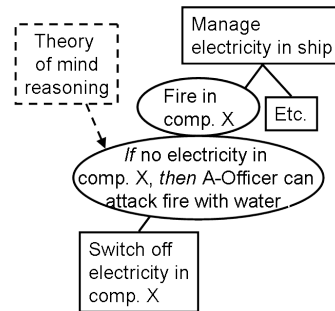 Manage
electricity in ship
Theory
of mind
reasoning
Fire in
comp. X
Etc.
If no electricity in
comp. X, then A-Officer can
attack fire with water
Switch off
electricity in
comp. X